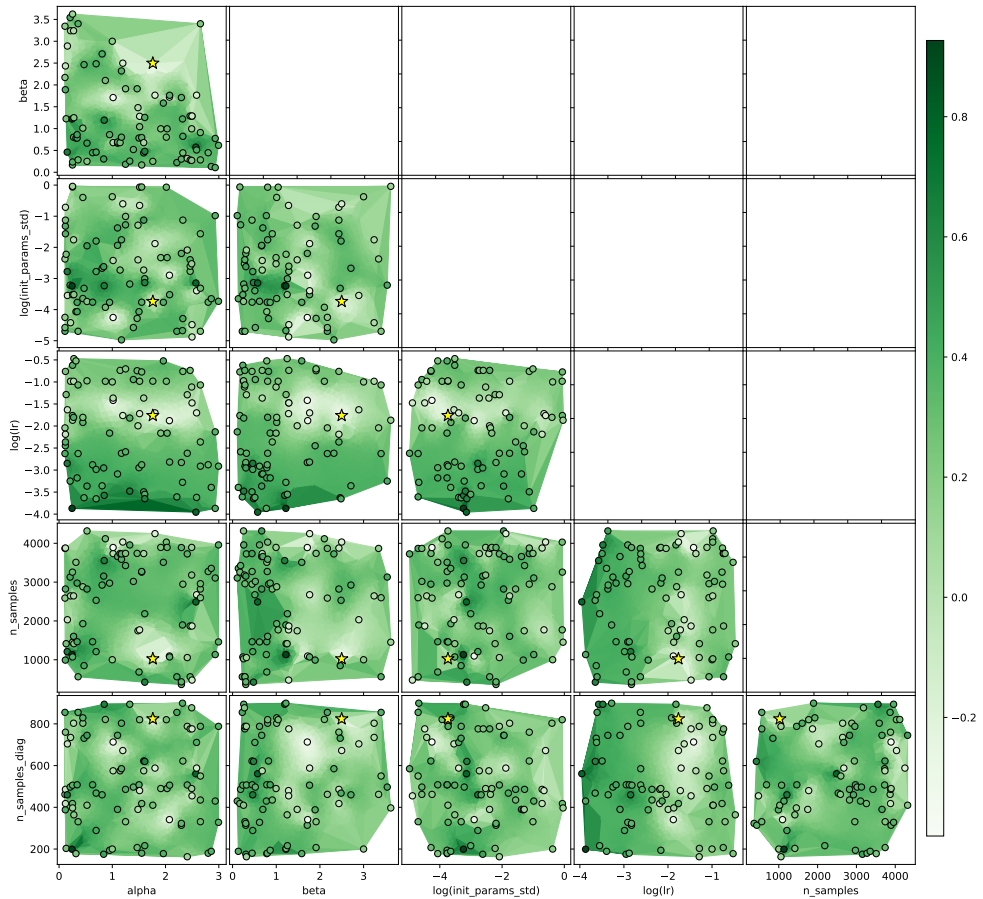 3.5
3.0
2.5
2.0
1.5
1.0
0.5
0.0
beta
0
−1
−2
−3
−4
−5
log(init_params_std)
−0.5
−1.0
−1.5
−2.0
−2.5
−3.0
−3.5
−4.0
log(lr)
4000
3000
2000
1000
n_samples
800
600
400
200
n_samples_diag
0 1 2 3
alpha
0 1 2 3
beta
−4 −2 0
log(init_params_std)
−4 −3 −2 −1
log(lr)
1000 2000 3000 4000
n_samples
0.8
0.6
0.4
0.2
0.0
−0.2